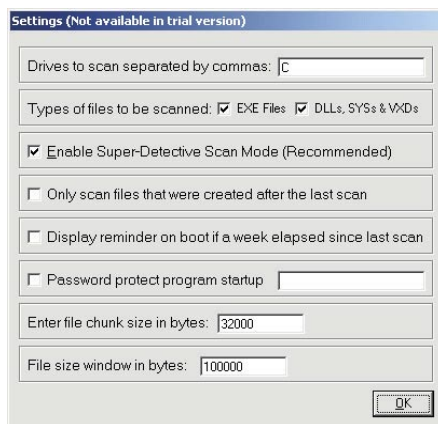 Settings (Not available in trial version)
Drives to scan separated by commas: C
Types of files to be scanned: EXE Files DLLs, SYSs & VXDs
Enable Super-Detective Scan Mode (Recommended)
Only scan files that were created after the last scan
Display reminder on boot if a week elapsed since last scan
Password protect program startup
Enter file chunk size in bytes: 32000
File size window in bytes: 100000
OK